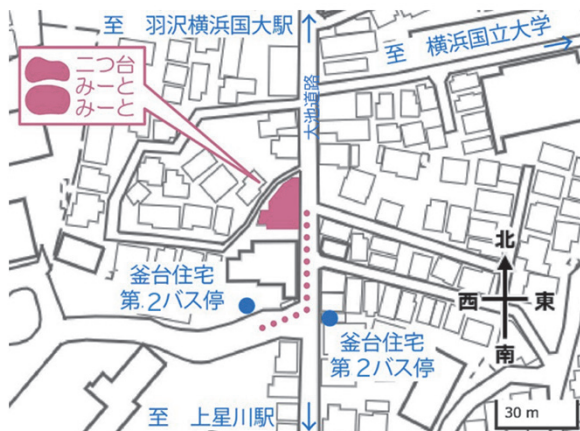 至 羽沢横浜国大駅
至 横浜国立大学
二つ台
みーと
みーと
大池道路
北
西 東
南
釜台住宅
第2バス停
釜台住宅
第2バス停
至 上星川駅
30 m